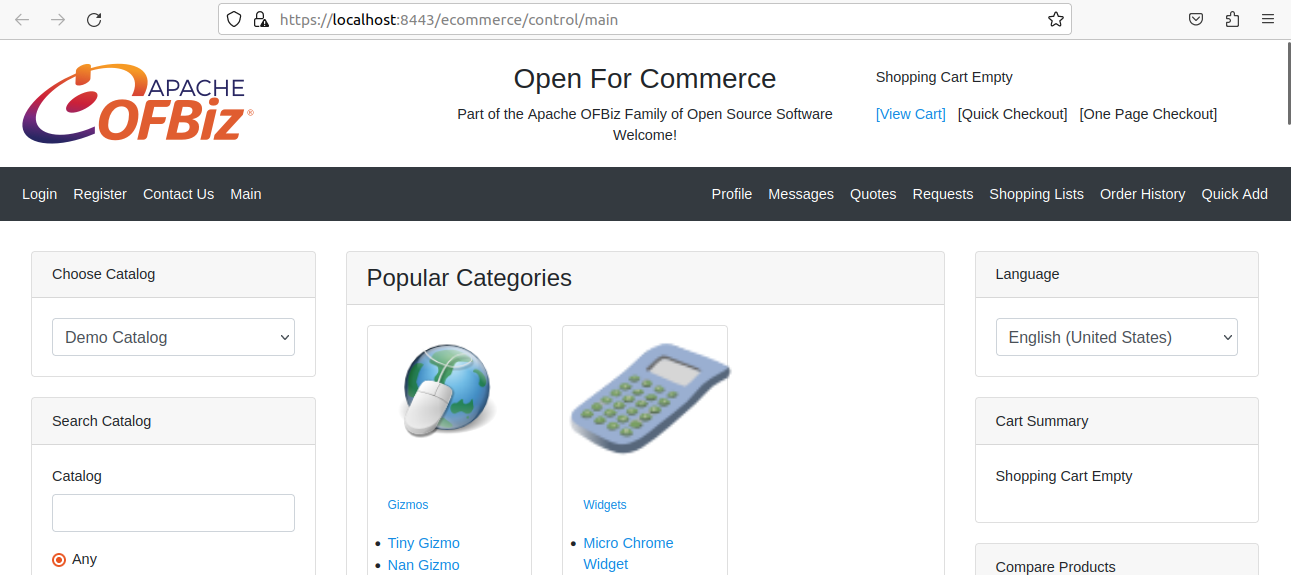 https://localhost:8443/ecommerce/control/main
APACHE
OFBiz®
Open For Commerce
Part of the Apache OFBiz Family of Open Source Software
Welcome!
Shopping Cart Empty
[View Cart] [Quick Checkout] [One Page Checkout]
Login Register Contact Us Main
Profile Messages Quotes Requests Shopping Lists Order History Quick Add
Choose Catalog
Demo Catalog
Search Catalog
Catalog
Any
Popular Categories
Gizmos
Tiny Gizmo
Nan Gizmo
Widgets
Micro Chrome
Widget
Language
English (United States)
Cart Summary
Shopping Cart Empty
Compare Products